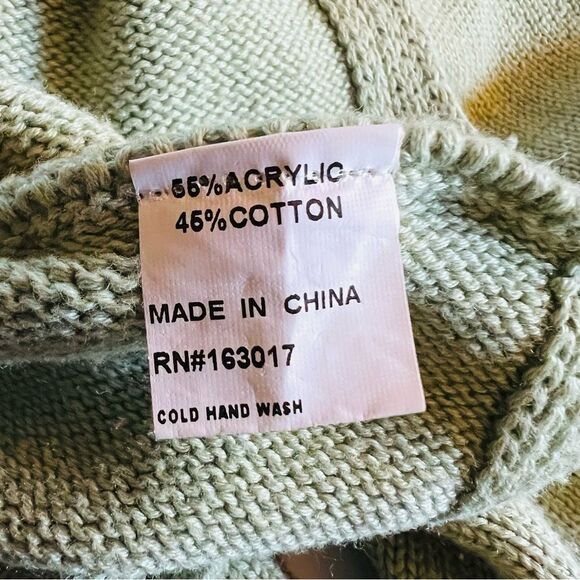 55%ACRYLIC
45%COTTON
MADE IN CHINA
RN#163017
COLD HAND WASH